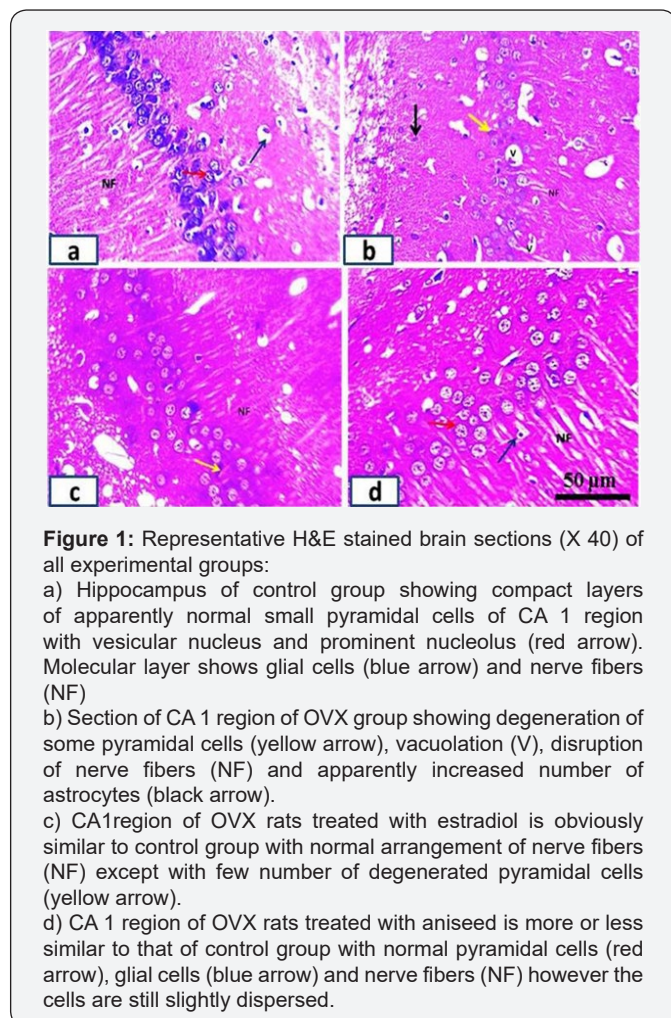 NF
a
V
NF
V
b
NF
c
NF
50 µm
d
Figure 1: Representative H&E stained brain sections (X 40) of
all experimental groups:
a) Hippocampus of control group showing compact layers
of apparently normal small pyramidal cells of CA 1 region
with vesicular nucleus and prominent nucleolus (red arrow).
Molecular layer shows glial cells (blue arrow) and nerve fibers
(NF)
b) Section of CA 1 region of OVX group showing degeneration of
some pyramidal cells (yellow arrow), vacuolation (V), disruption
of nerve fibers (NF) and apparently increased number of
astrocytes (black arrow).
c) CA1region of OVX rats treated with estradiol is obviously
similar to control group with normal arrangement of nerve fibers
(NF) except with few number of degenerated pyramidal cells
(yellow arrow).
d) CA 1 region of OVX rats treated with aniseed is more or less
similar to that of control group with normal pyramidal cells (red
arrow), glial cells (blue arrow) and nerve fibers (NF) however the
cells are still slightly dispersed.